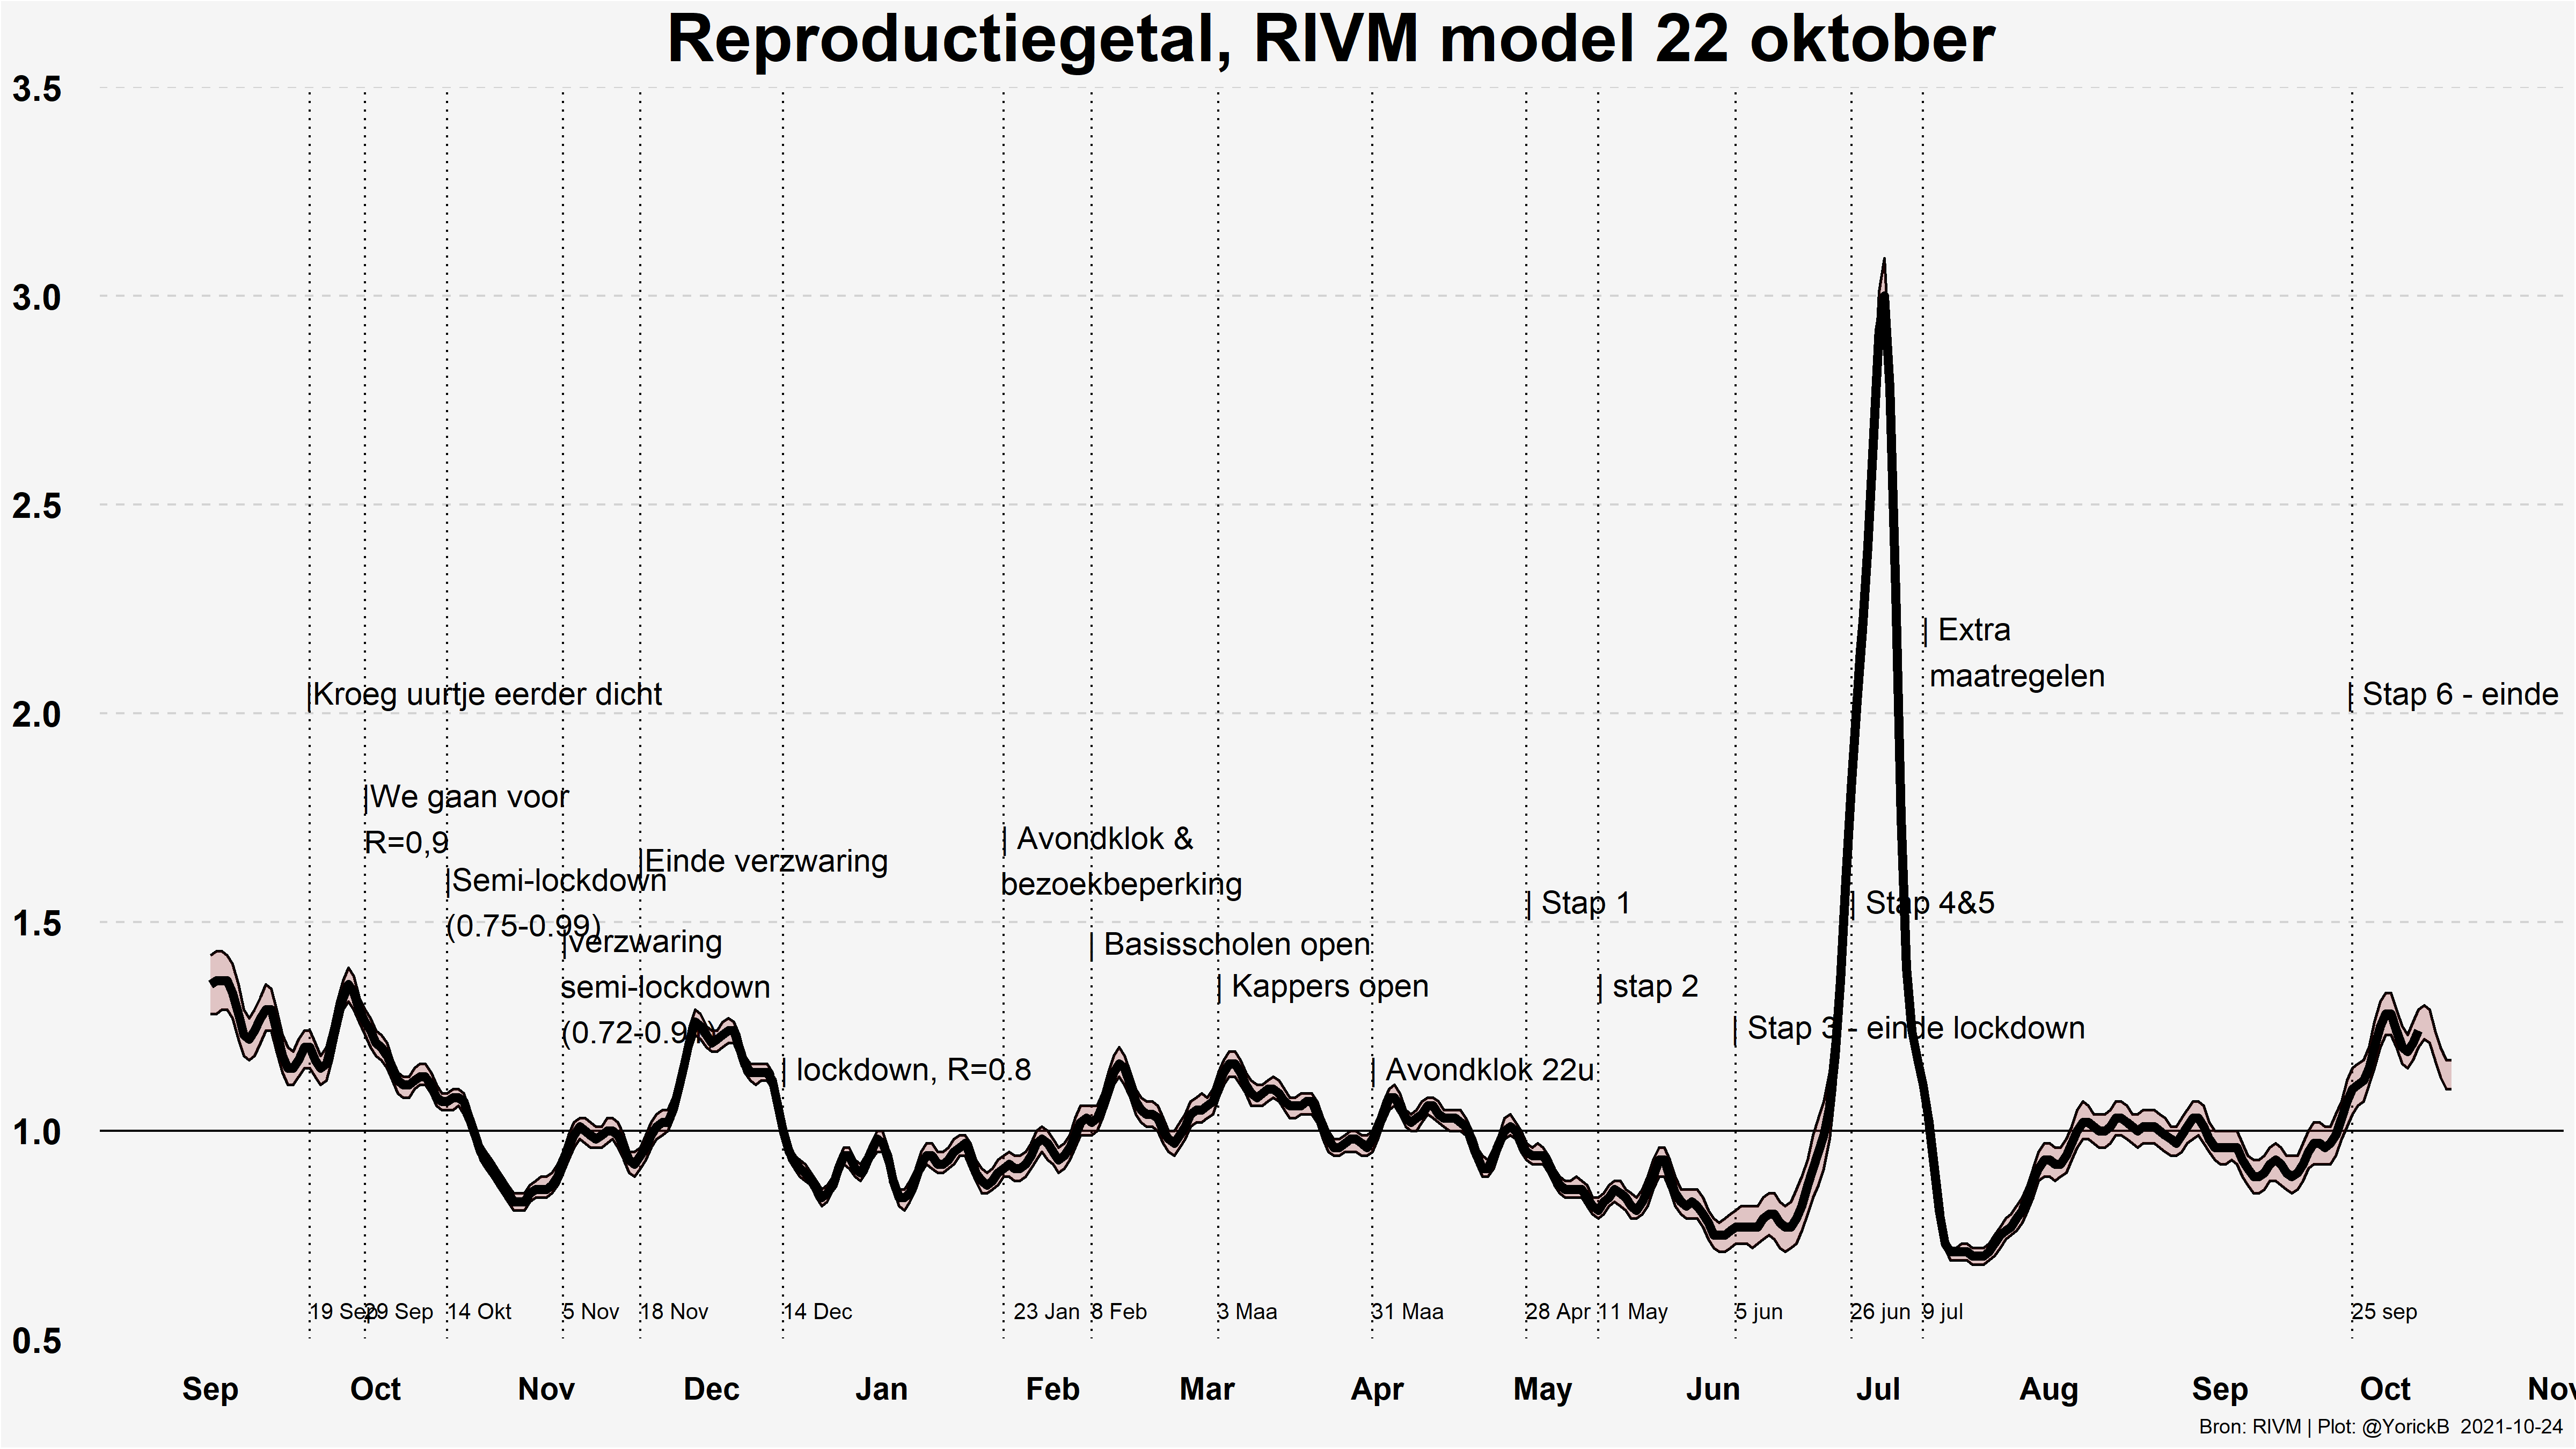 Reproductiegetal, RIVM model 22 oktober
3.5
3.0
2.5
2.0
1.5
1.0
0.5
|Kroeg uurtje eerder dicht
|We gaan voor
R=0,9
|Semi-lockdown
(0.75-0.99)
|verzwaring
semi-lockdown
(0.72-0.9
|Einde verzwaring
| lockdown, R=0.8
| Avondklok &
bezoekbeperking
| Basisscholen open
| Kappers open
| Avondklok 22u
| Stap 1
| stap 2
| Stap 3 - einde lockdown
| Stap 4&5
| Extra
maatregelen
| Stap 6 - einde
19 Sep
29 Sep
14 Okt
5 Nov
18 Nov
14 Dec
23 Jan
8 Feb
3 Maa
31 Maa
28 Apr
11 May
5 jun
26 jun
9 jul
25 sep
Sep Oct Nov Dec Jan Feb Mar Apr May Jun Jul Aug Sep Oct Nov
Bron: RIVM | Plot: @YorickB 2021-10-24